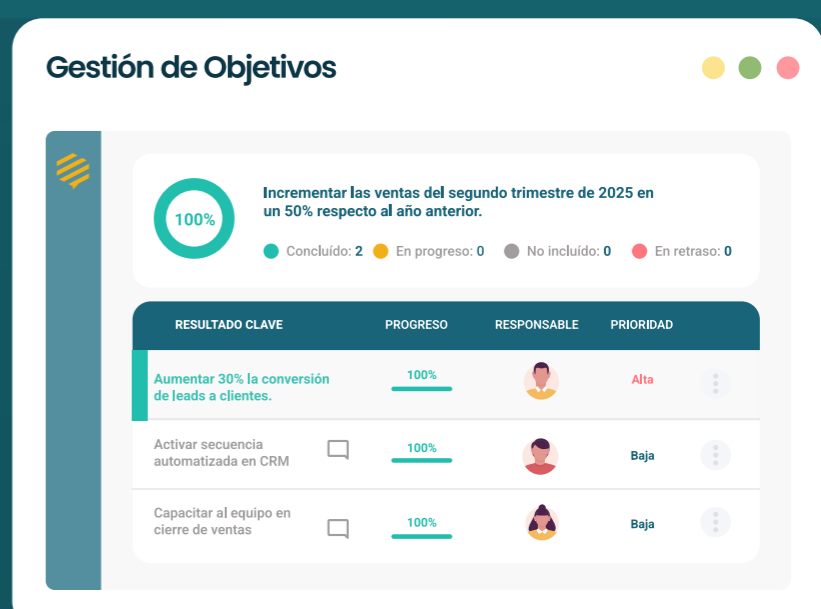 Gestión de Objetivos
100%
Incrementar las ventas del segundo trimestre de 2025 en
un 50% respecto al año anterior.
Concluído: 2 En progreso: 0 No incluído: 0 En retraso: 0
RESULTADO CLAVE PROGRESO RESPONSABLE PRIORIDAD
Aumentar 30% la conversión
de leads a clientes.
100%
Alta
Activar secuencia
automatizada en CRM
100%
Baja
Capacitar al equipo en
cierre de ventas
100%
Baja